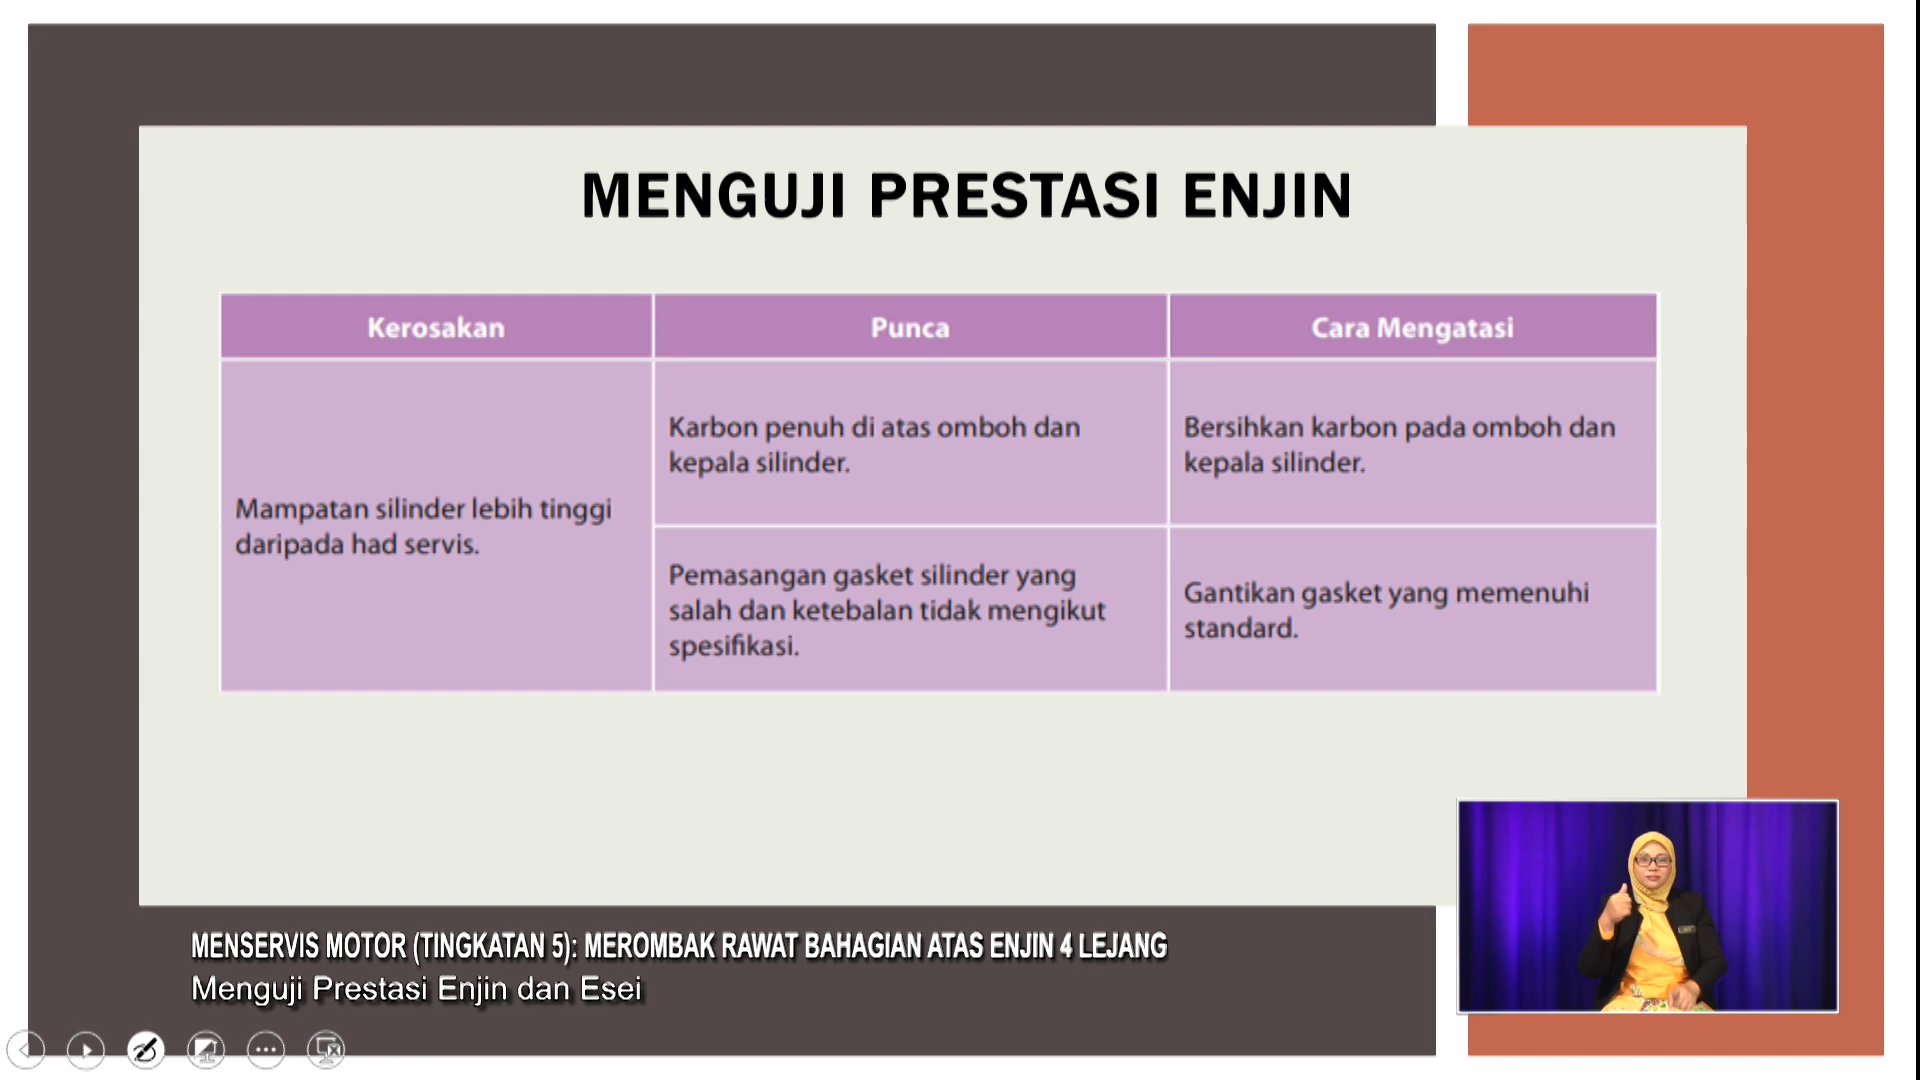 MENGUJI PRESTASI ENJIN
Kerosakan
Punca
Cara Mengatasi
Mampatan silinder lebih tinggi
daripada had servis.
Karbon penuh di atas omboh dan
kepala silinder.
Bersihkan karbon pada omboh dan
kepala silinder.
Pemasangan gasket silinder yang
salah dan ketebalan tidak mengikut
spesifikasi.
Gantikan gasket yang memenuhi
standard.
MENSERVIS MOTOR (TINGKATAN 5): MEROMBAK RAWAT BAHAGIAN ATAS ENJIN 4 LEJANG
Menguji Prestasi Enjin dan Esei